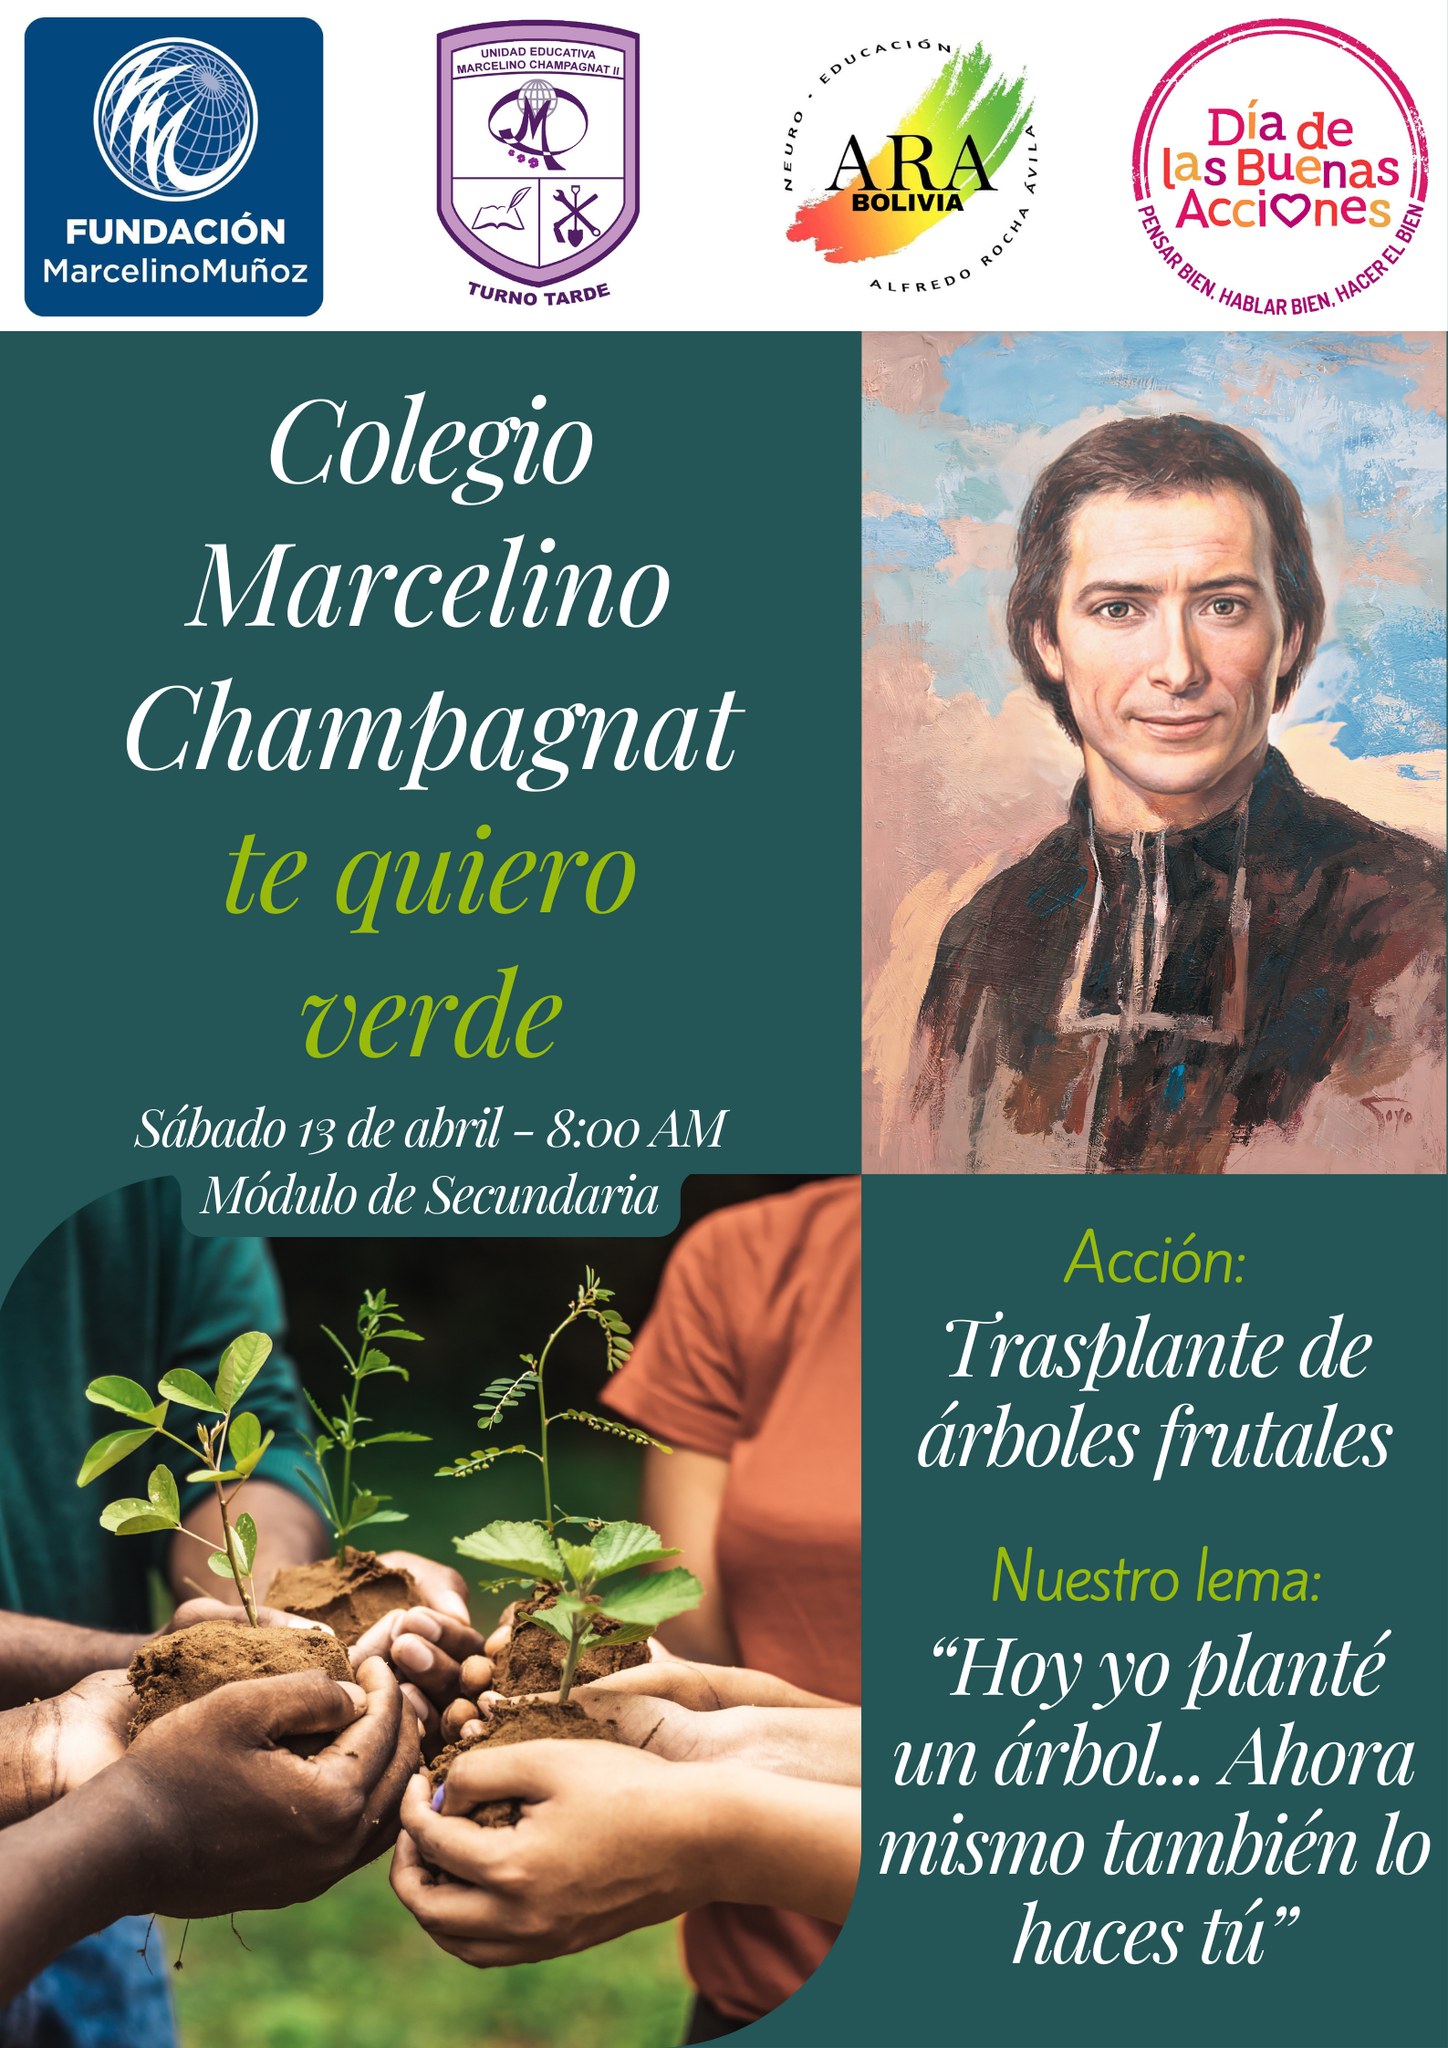 FUNDACIÓN
MarcelinoMuñoz
UNIDAD EDUCATIVA
MARCELINO CHAMPAGNAT II
M
TURNO TARDE
NEURO - EDUCACIÓN
ARA
BOLIVIA
ALFREDO ROCHA ÁVILA
Día de
las Buenas
Acciones
PENSAR BIEN, HABLAR BIEN, HACER EL BIEN
Colegio
Marcelino
Champagnat
te quiero
verde
Sábado 13 de abril - 8:00 AM
Módulo de Secundaria
Goyo
Acción:
Trasplante de
árboles frutales
Nuestro lema:
“Hoy yo planté
un árbol... Ahora
mismo también lo
haces tú”